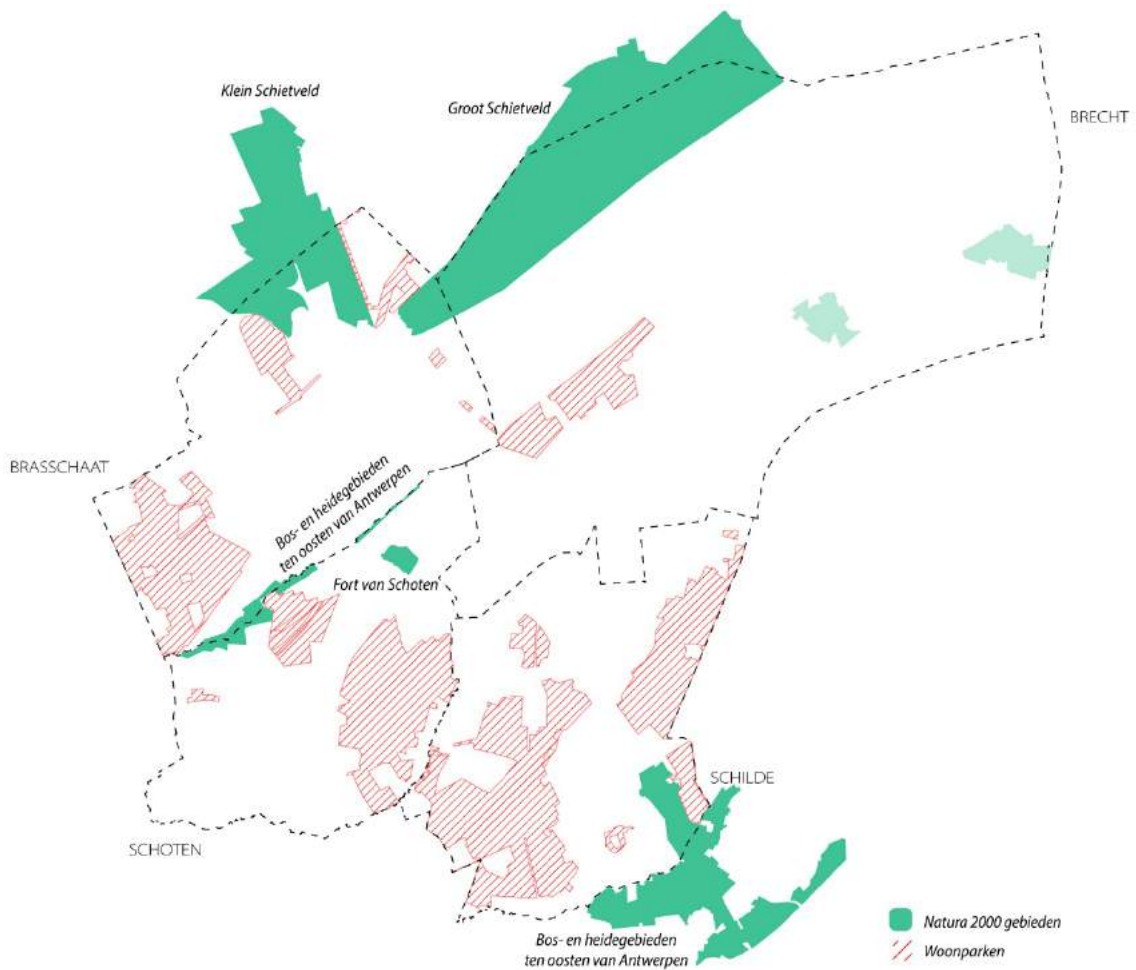 Klein Schietveld
Groot Schietveld
BRECHT
BRASSCHAAT
Bos- en heidegebieden
ten oosten van Antwerpen
Fort van Schoten
SCHILDE
SCHOTEN
Bos- en heidegebieden
ten oosten van Antwerpen
Natura 2000 gebieden
Woonparken